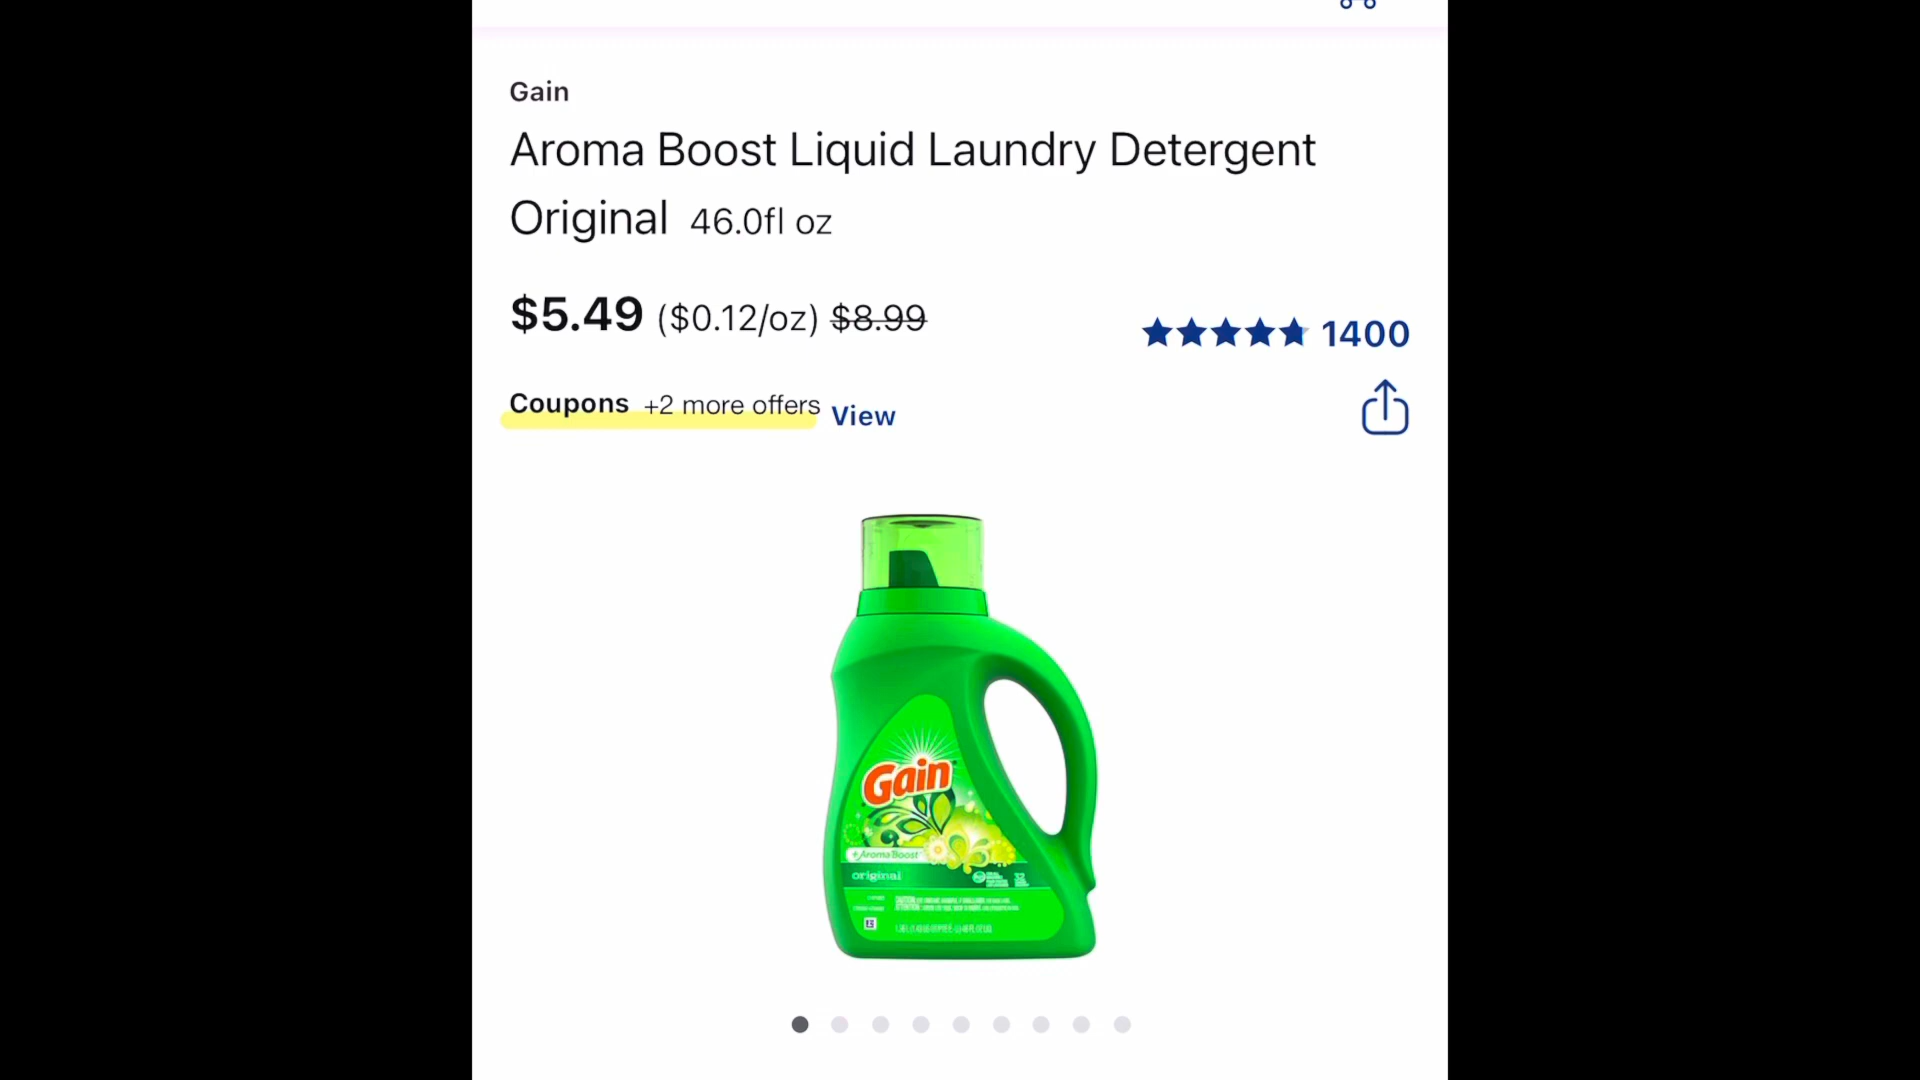 Gain
Aroma Boost Liquid Laundry Detergent
Original 46.0fl oz
$5.49 ($0.12/oz) $8.99
1400
Coupons +2 more offers View
Gain
+Aroma Boost
original
32